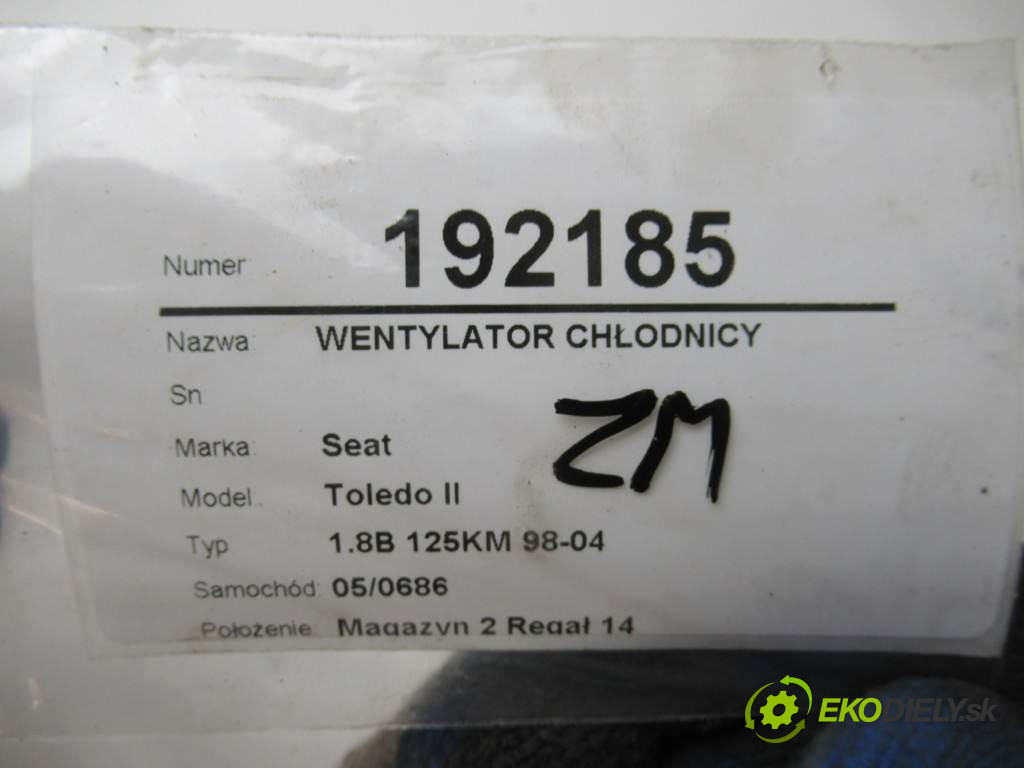 Numer 192185
Nazwa: WENTYLATOR CHŁODNICY
Sn
ZM
Marka: Seat
Model: Toledo II
Typ 1.8B 125KM 98-04
Samochód: 05/0686
Położenie: Magazyn 2 Regał 14
EKODIELY.sk